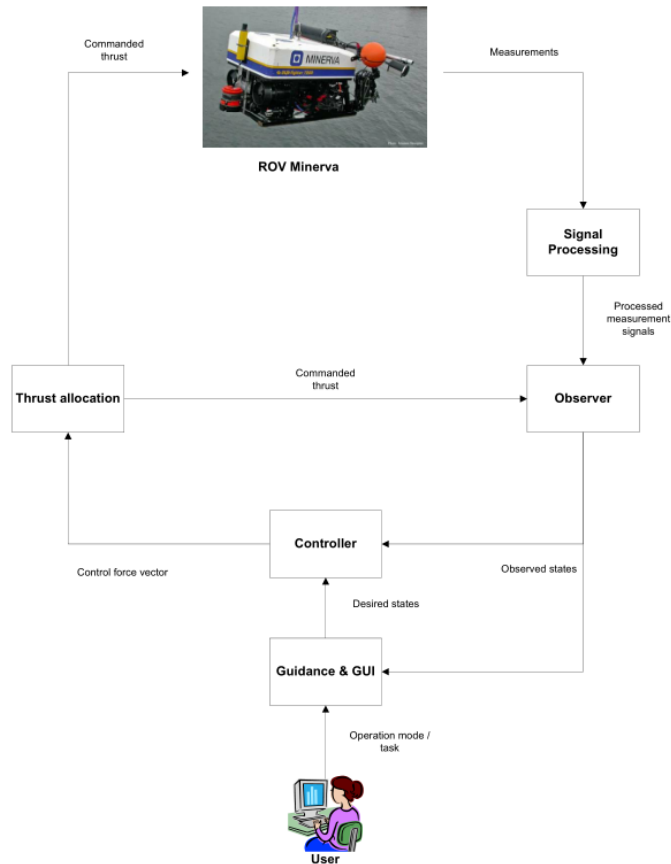 Commanded
thrust
MINERVA
Measurements
ROV Minerva
Signal
Processing
Processed
measurement
signals
Thrust allocation
Commanded
thrust
Observer
Controller
Control force vector
Observed states
Desired states
Guidance & GUI
Operation mode /
task
User